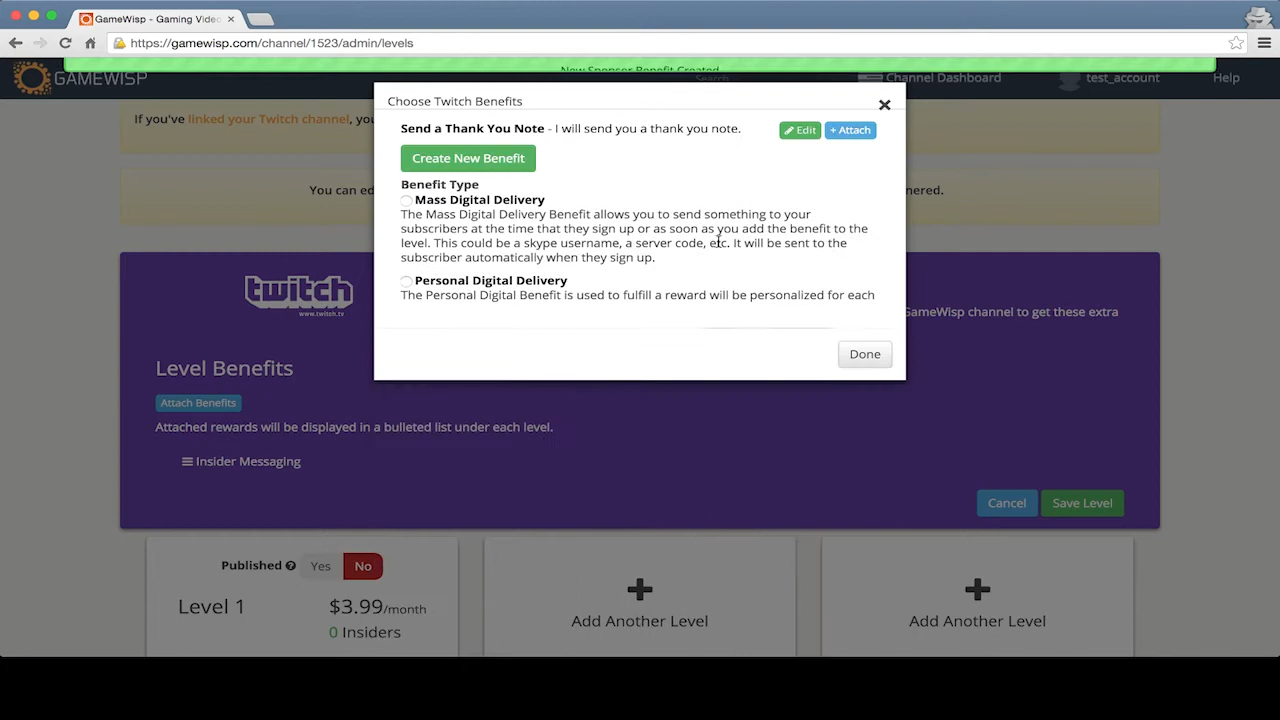 GameWisp - Gaming Video
https://gamewisp.com/channel/1523/admin/levels
New Sponsor Benefit Created
GAMEWISP
Search
Channel Dashboard
test_account
Help
If you've linked your Twitch channel, you
You can ed
nered.
Choose Twitch Benefits
Send a Thank You Note - I will send you a thank you note.
Edit
+ Attach
Create New Benefit
Benefit Type
Mass Digital Delivery
The Mass Digital Delivery Benefit allows you to send something to your
subscribers at the time that they sign up or as soon as you add the benefit to the
level. This could be a skype username, a server code, etc. It will be sent to the
subscriber automatically when they sign up.
Personal Digital Delivery
The Personal Digital Benefit is used to fulfill a reward will be personalized for each
Done
twitch
www.twitch.tv
GameWisp channel to get these extra
Level Benefits
Attach Benefits
Attached rewards will be displayed in a bulleted list under each level.
Insider Messaging
Cancel
Save Level
Published
Yes
No
Level 1
$3.99/month
0 Insiders
Add Another Level
Add Another Level